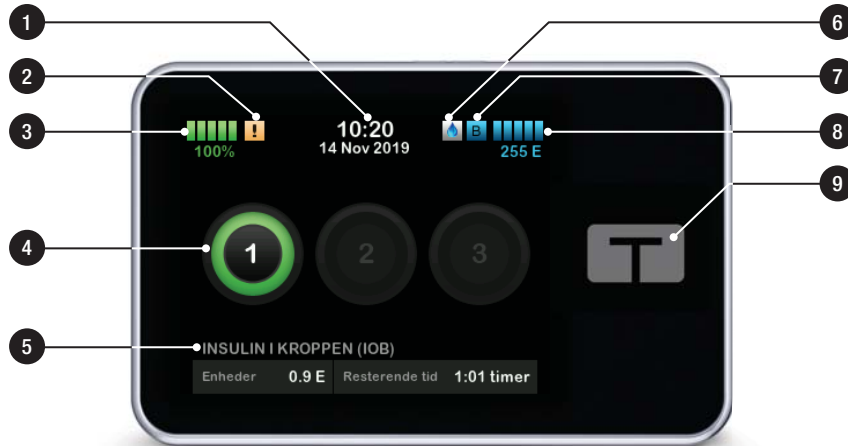 1
2
3
4
5
6
7
8
9
!
100%
10:20
14 Nov 2019
B
255 E
1
2
3
T
INSULIN I KROPPEN (IOB)
Enheder 0.9 E Resterende tid 1:01 timer